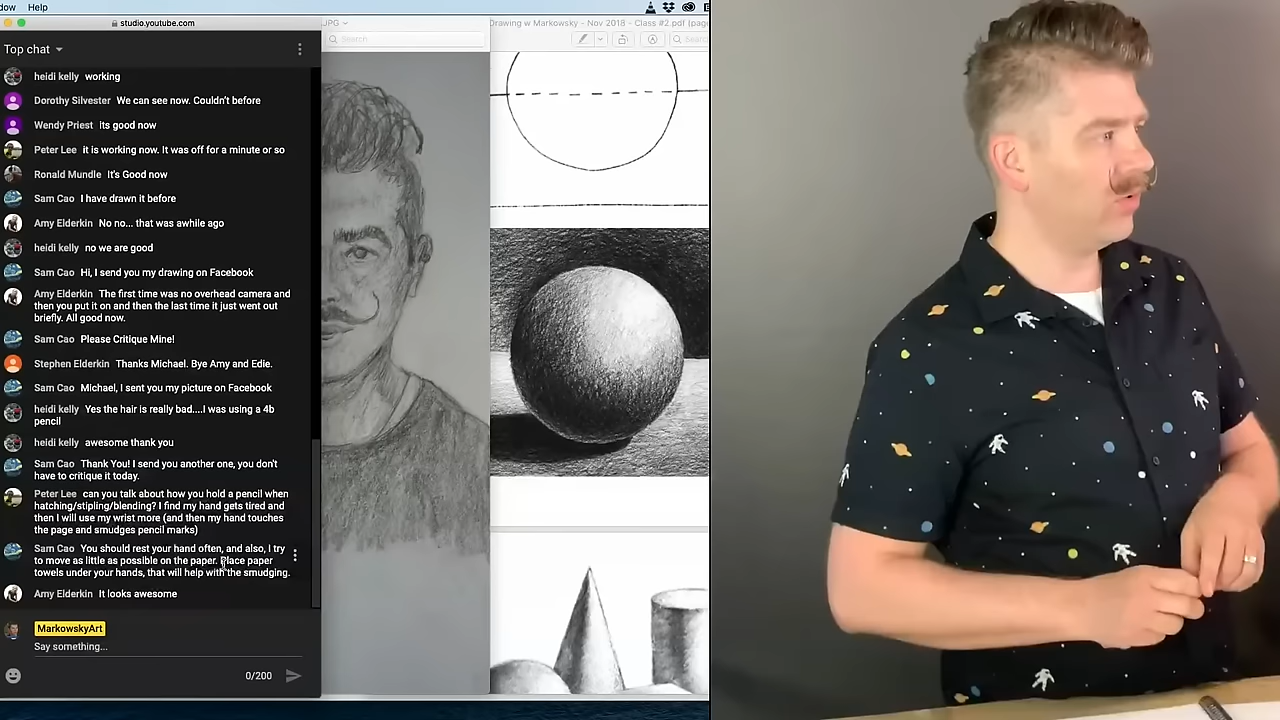 dow Help
studio.youtube.com
JPG
Drawing w Markowsky - Nov 2018 - Class #2.pdf (page
Search
Search
Top chat
heidi kelly working
Dorothy Silvester We can see now. Couldn't before
Wendy Priest Its good now
Peter Lee it is working now. It was off for a minute or so
Ronald Mundle It's Good now
Sam Cao I have drawn it before
Amy Elderkin No no... that was awhile ago
heidi kelly no we are good
Sam Cao Hi, I send you my drawing on Facebook
Amy Elderkin The first time was no overhead camera and
then you put it on and then the last time it just went out
briefly. All good now.
Sam Cao Please Critique Mine!
Stephen Elderkin Thanks Michael. Bye Amy and Edie.
Sam Cao Michael, I sent you my picture on Facebook
heidi kelly Yes the hair is really bad....I was using a 4b
pencil
heidi kelly awesome thank you
Sam Cao Thank You! I send you another one, you don't
have to critique it today.
Peter Lee can you talk about how you hold a pencil when
hatching/stipling/blending? I find my hand gets tired and
then I will use my wrist more (and then my hand touches
the page and smudges pencil marks)
Sam Cao You should rest your hand often, and also, I try
to move as little as possible on the paper. Place paper
towels under your hands, that will help with the smudging.
Amy Elderkin It looks awesome
MarkowskyArt
Say something...
0/200